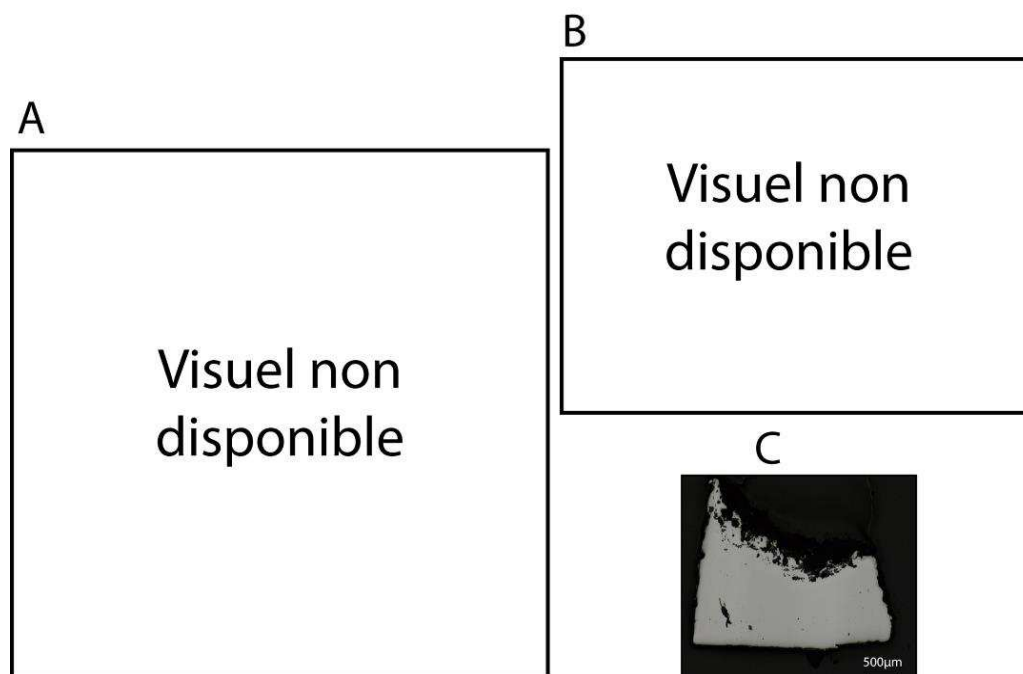 A
Visuel non
disponible
B
Visuel non
disponible
C
500µm